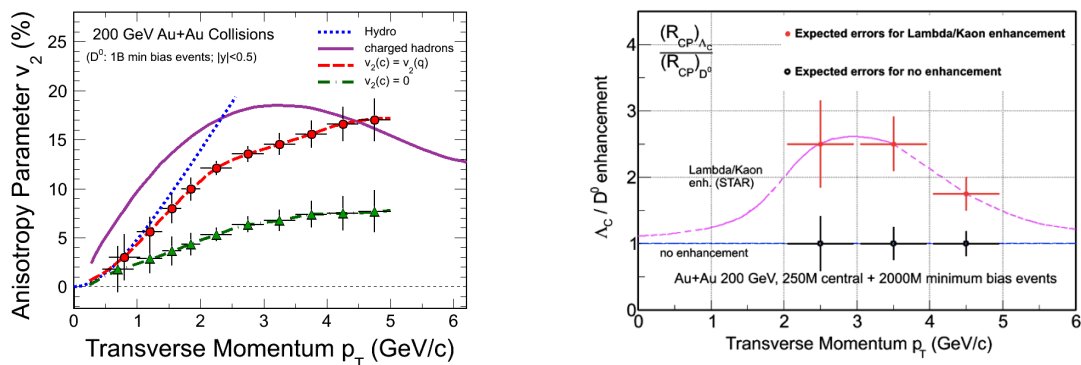 200 GeV Au+Au Collisions
(D⁰: 1B min bias events; |y|<0.5)
Hydro
charged hadrons
v₂(c) = v₂(q)
v₂(c) = 0
Anisotropy Parameter v₂ (%)
25
20
15
10
5
0
0 1 2 3 4 5 6
Transverse Momentum p_T (GeV/c)
(R_CP)_Λc
(R_CP)_D⁰
Expected errors for Lambda/Kaon enhancement
Expected errors for no enhancement
Λ_C / D⁰ enhancement
4
3
2
1
0
Lambda/Kaon
enh. (STAR)
no enhancement
Au+Au 200 GeV, 250M central + 2000M minimum bias events
0 1 2 3 4 5 6
Transverse Momentum p_T (GeV/c)